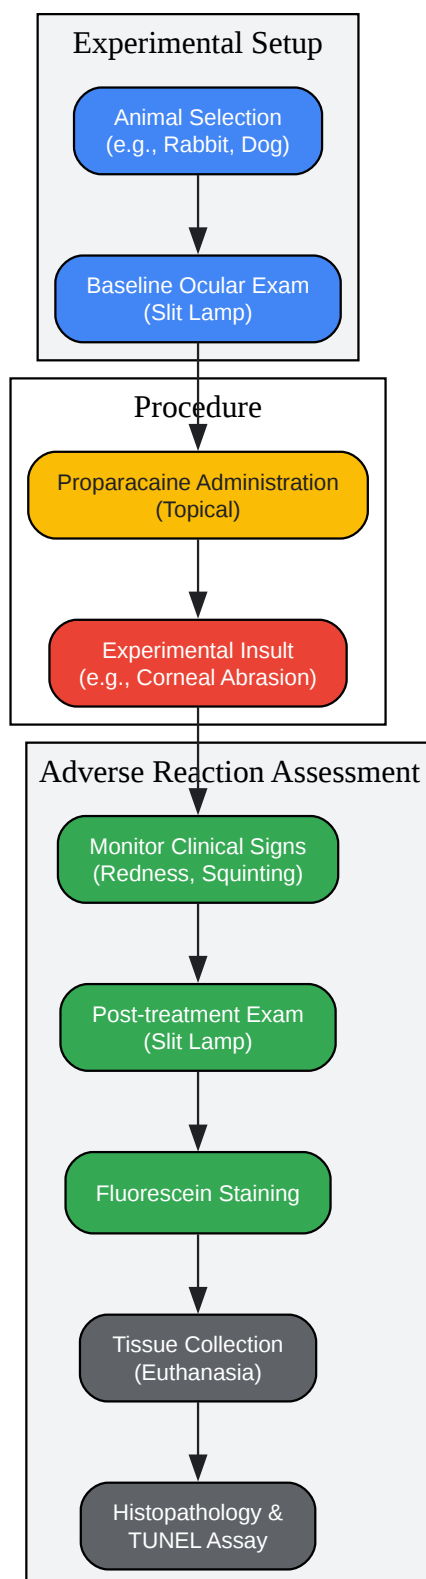 Experimental Setup
Animal Selection
(e.g., Rabbit, Dog)
Baseline Ocular Exam
(Slit Lamp)
Procedure
Proparacaine Administration
(Topical)
Experimental Insult
(e.g., Corneal Abrasion)
Adverse Reaction Assessment
Monitor Clinical Signs
(Redness, Squinting)
Post-treatment Exam
(Slit Lamp)
Fluorescein Staining
Tissue Collection
(Euthanasia)
Histopathology &
TUNEL Assay